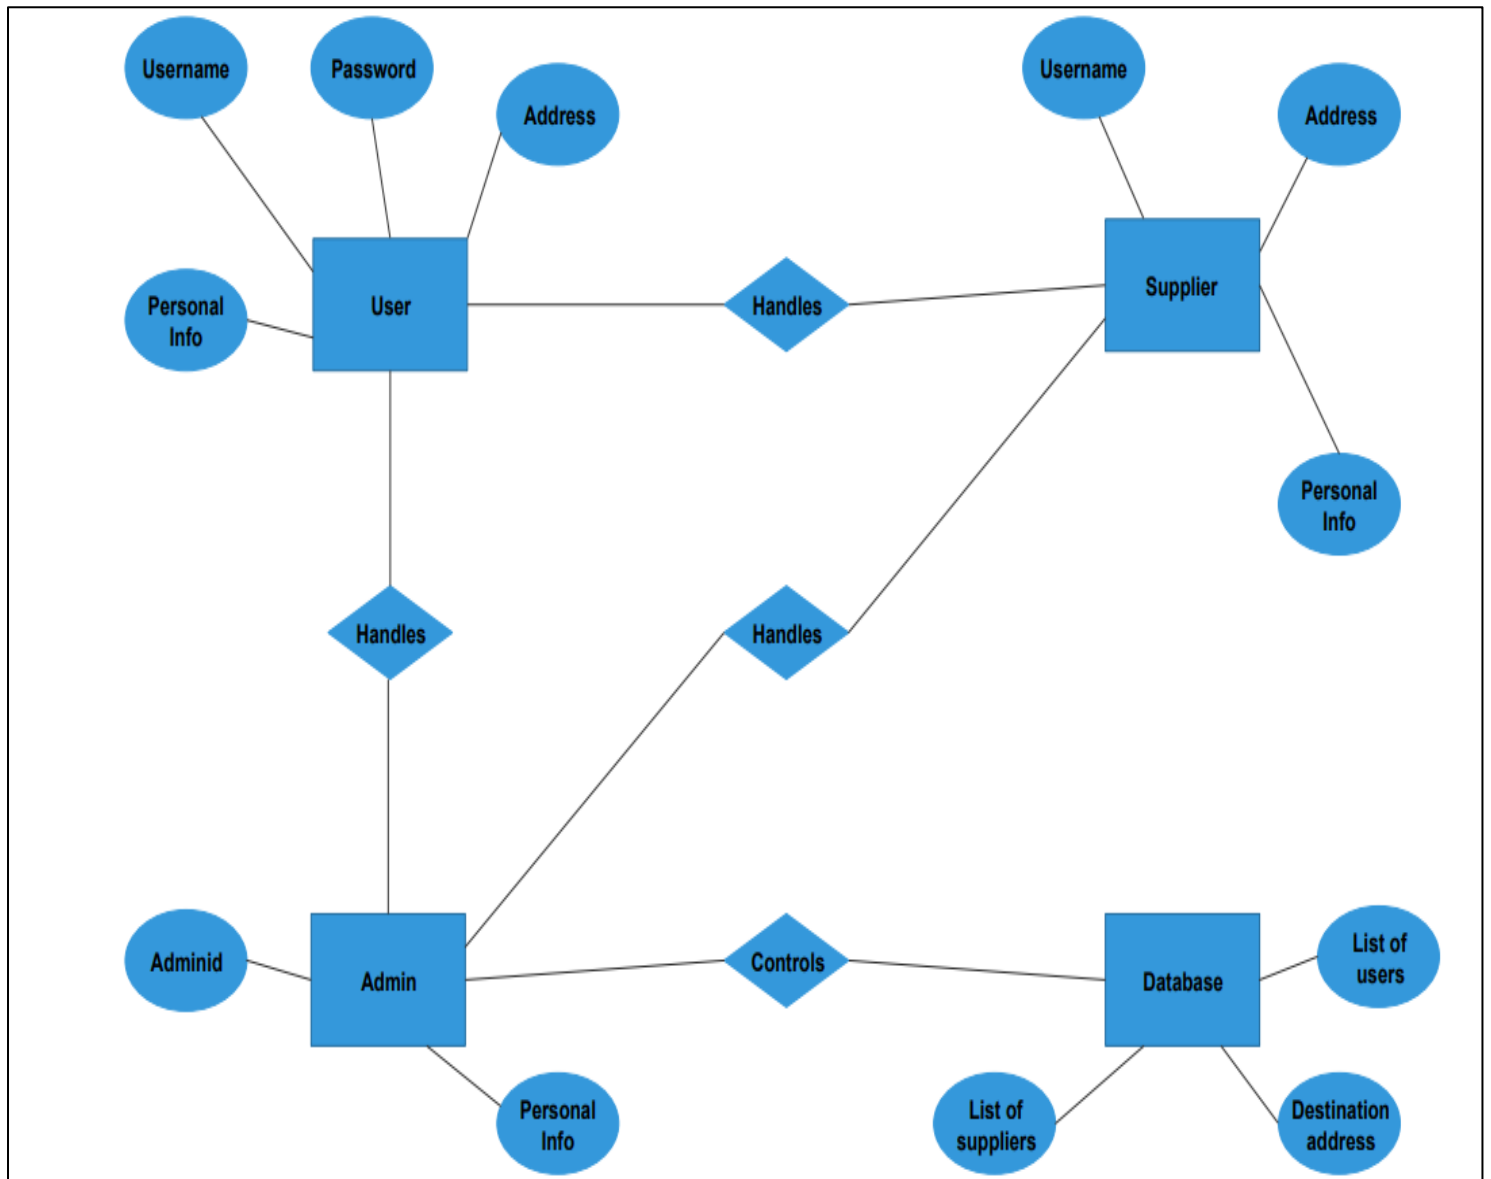 Username
Password
Address
Username
Address
Personal
Info
User
Handles
Supplier
Personal
Info
Handles
Handles
Adminid
Admin
Controls
Database
List of
users
Personal
Info
List of
suppliers
Destination
address